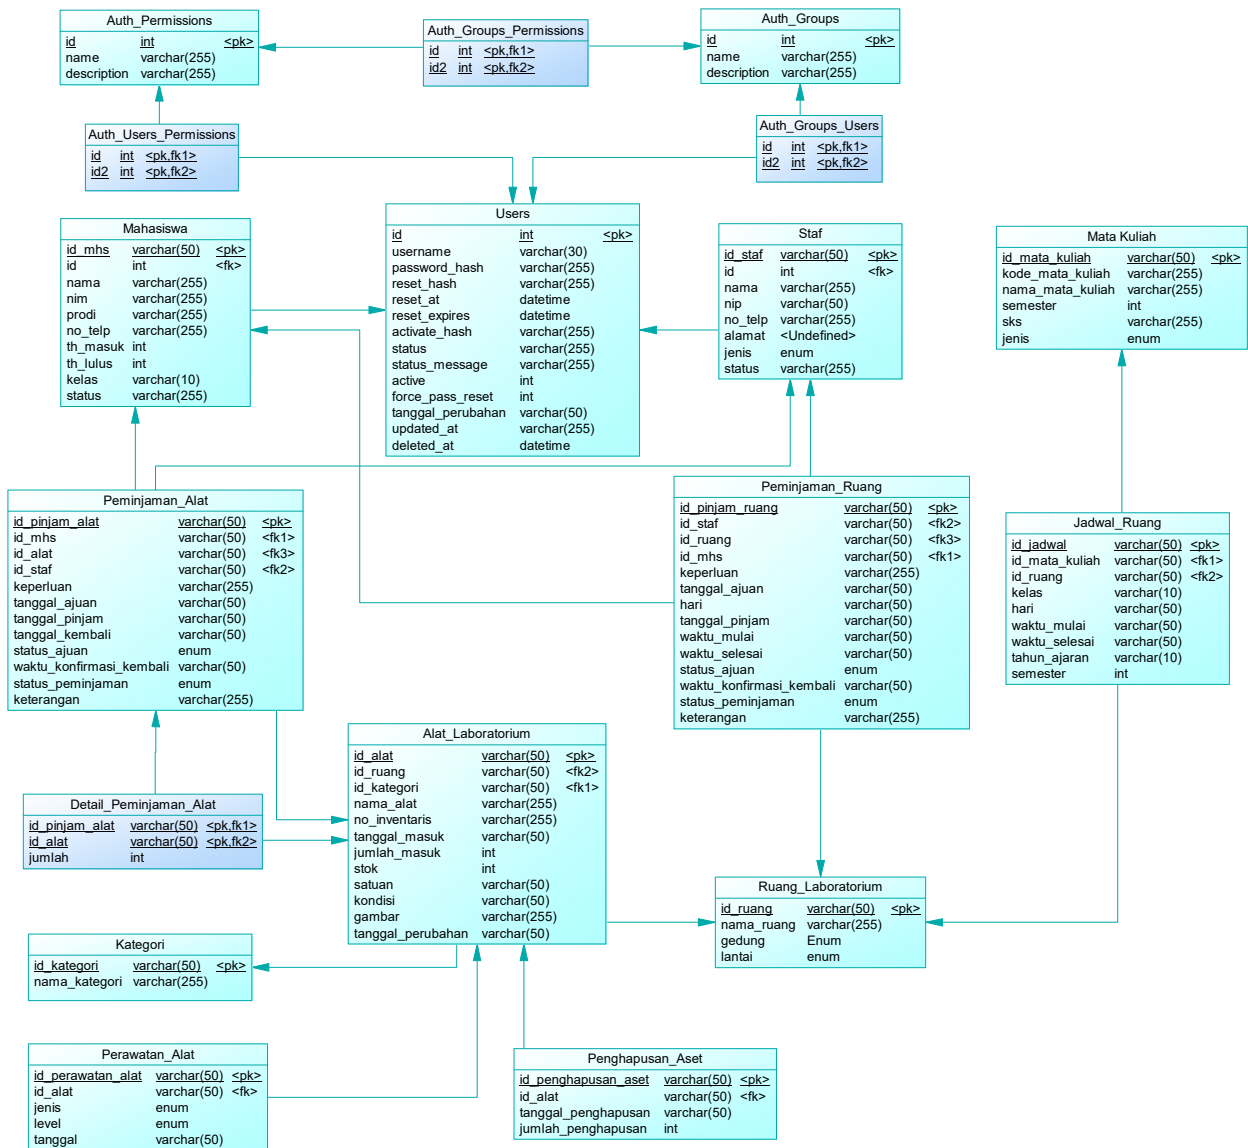 Auth_Permissions
id int <pk>
name varchar(255)
description varchar(255)
Auth_Groups_Permissions
id int <pk,fk1>
id2 int <pk,fk2>
Auth_Groups
id int <pk>
name varchar(255)
description varchar(255)
Auth_Users_Permissions
id int <pk,fk1>
id2 int <pk,fk2>
Auth_Groups_Users
id int <pk,fk1>
id2 int <pk,fk2>
Mahasiswa
id_mhs varchar(50) <pk>
id int <fk>
nama varchar(255)
nim varchar(255)
prodi varchar(255)
no_telp varchar(255)
th_masuk int
th_lulus int
kelas varchar(10)
status varchar(255)
Users
id int <pk>
username varchar(30)
password_hash varchar(255)
reset_hash varchar(255)
reset_at datetime
reset_expires datetime
activate_hash varchar(255)
status varchar(255)
status_message varchar(255)
active int
force_pass_reset int
tanggal_perubahan varchar(50)
updated_at varchar(255)
deleted_at datetime
Staf
id_staf varchar(50) <pk>
id int <fk>
nama varchar(255)
nip varchar(50)
no_telp varchar(255)
alamat <Undefined>
jenis enum
status varchar(255)
Mata Kuliah
id_mata_kuliah varchar(50) <pk>
kode_mata_kuliah varchar(255)
nama_mata_kuliah varchar(255)
semester int
sks varchar(255)
jenis enum
Peminjaman_Alat
id_pinjam_alat varchar(50) <pk>
id_mhs varchar(50) <fk1>
id_alat varchar(50) <fk3>
id_staf varchar(50) <fk2>
keperluan varchar(255)
tanggal_ajuan varchar(50)
tanggal_pinjam varchar(50)
tanggal_kembali varchar(50)
status_ajuan enum
waktu_konfirmasi_kembali varchar(50)
status_peminjaman enum
keterangan varchar(255)
Peminjaman_Ruang
id_pinjam_ruang varchar(50) <pk>
id_staf varchar(50) <fk2>
id_ruang varchar(50) <fk3>
id_mhs varchar(50) <fk1>
keperluan varchar(255)
tanggal_ajuan varchar(50)
hari varchar(50)
tanggal_pinjam varchar(50)
waktu_mulai varchar(50)
waktu_selesai varchar(50)
status_ajuan enum
waktu_konfirmasi_kembali varchar(50)
status_peminjaman enum
keterangan varchar(255)
Jadwal_Ruang
id_jadwal varchar(50) <pk>
id_mata_kuliah varchar(50) <fk1>
id_ruang varchar(50) <fk2>
kelas varchar(10)
hari varchar(50)
waktu_mulai varchar(50)
waktu_selesai varchar(50)
tahun_ajaran varchar(10)
semester int
Detail_Peminjaman_Alat
id_pinjam_alat varchar(50) <pk,fk1>
id_alat varchar(50) <pk,fk2>
jumlah int
Alat_Laboratorium
id_alat varchar(50) <pk>
id_ruang varchar(50) <fk2>
id_kategori varchar(50) <fk1>
nama_alat varchar(255)
no_inventaris varchar(255)
tanggal_masuk varchar(50)
jumlah_masuk int
stok int
satuan varchar(50)
kondisi varchar(50)
gambar varchar(255)
tanggal_perubahan varchar(50)
Ruang_Laboratorium
id_ruang varchar(50) <pk>
nama_ruang varchar(255)
gedung Enum
lantai enum
Kategori
id_kategori varchar(50) <pk>
nama_kategori varchar(255)
Perawatan_Alat
id_perawatan_alat varchar(50) <pk>
id_alat varchar(50) <fk>
jenis enum
level enum
tanggal varchar(50)
Penghapusan_Aset
id_penghapusan_aset varchar(50) <pk>
id_alat varchar(50) <fk>
tanggal_penghapusan varchar(50)
jumlah_penghapusan int